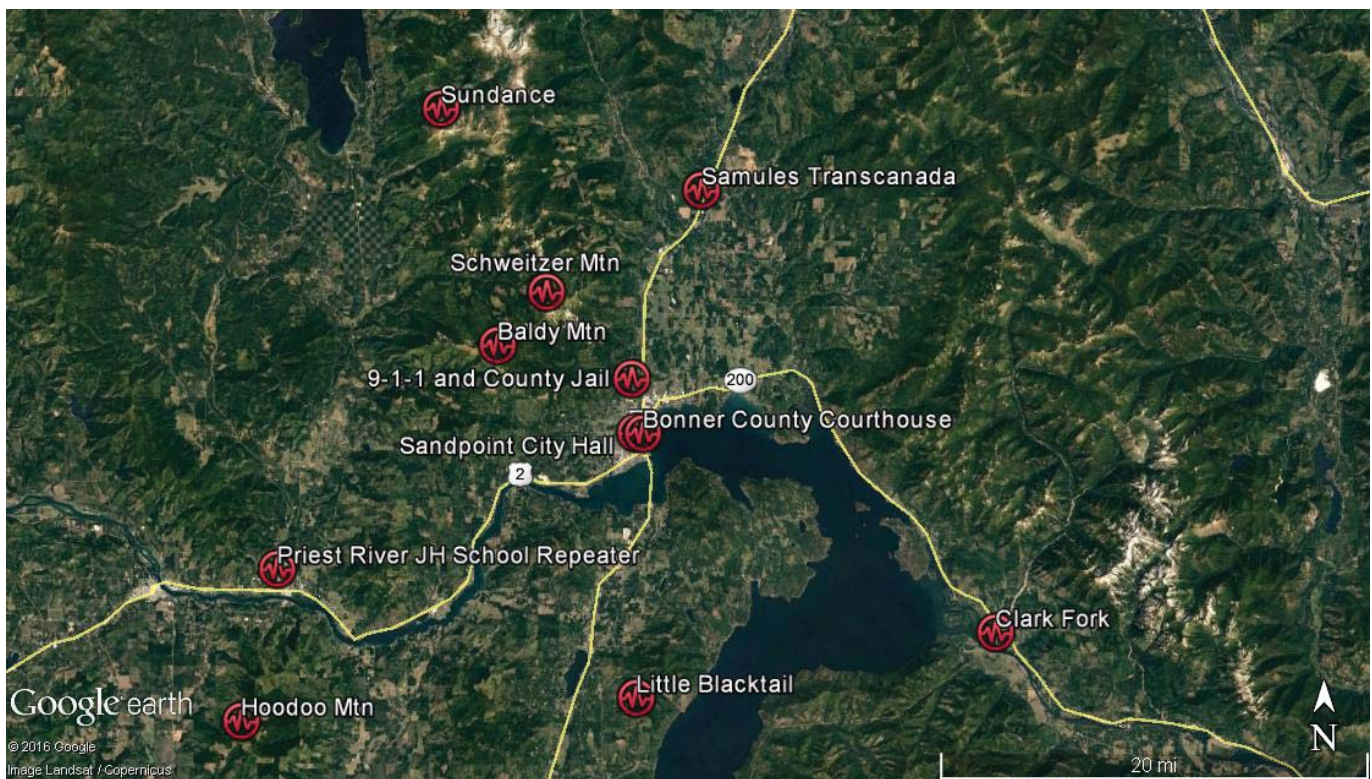 Sundance
Samules Transcanada
Schweitzer Mtn
Baldy Mtn
9-1-1 and County Jail
200
Bonner County Courthouse
Sandpoint City Hall
2
Priest River JH School Repeater
Clark Fork
Little Blacktail
Hoodoo Mtn
Google earth
N
© 2016 Google
Image Landsat / Copernicus
20 mi